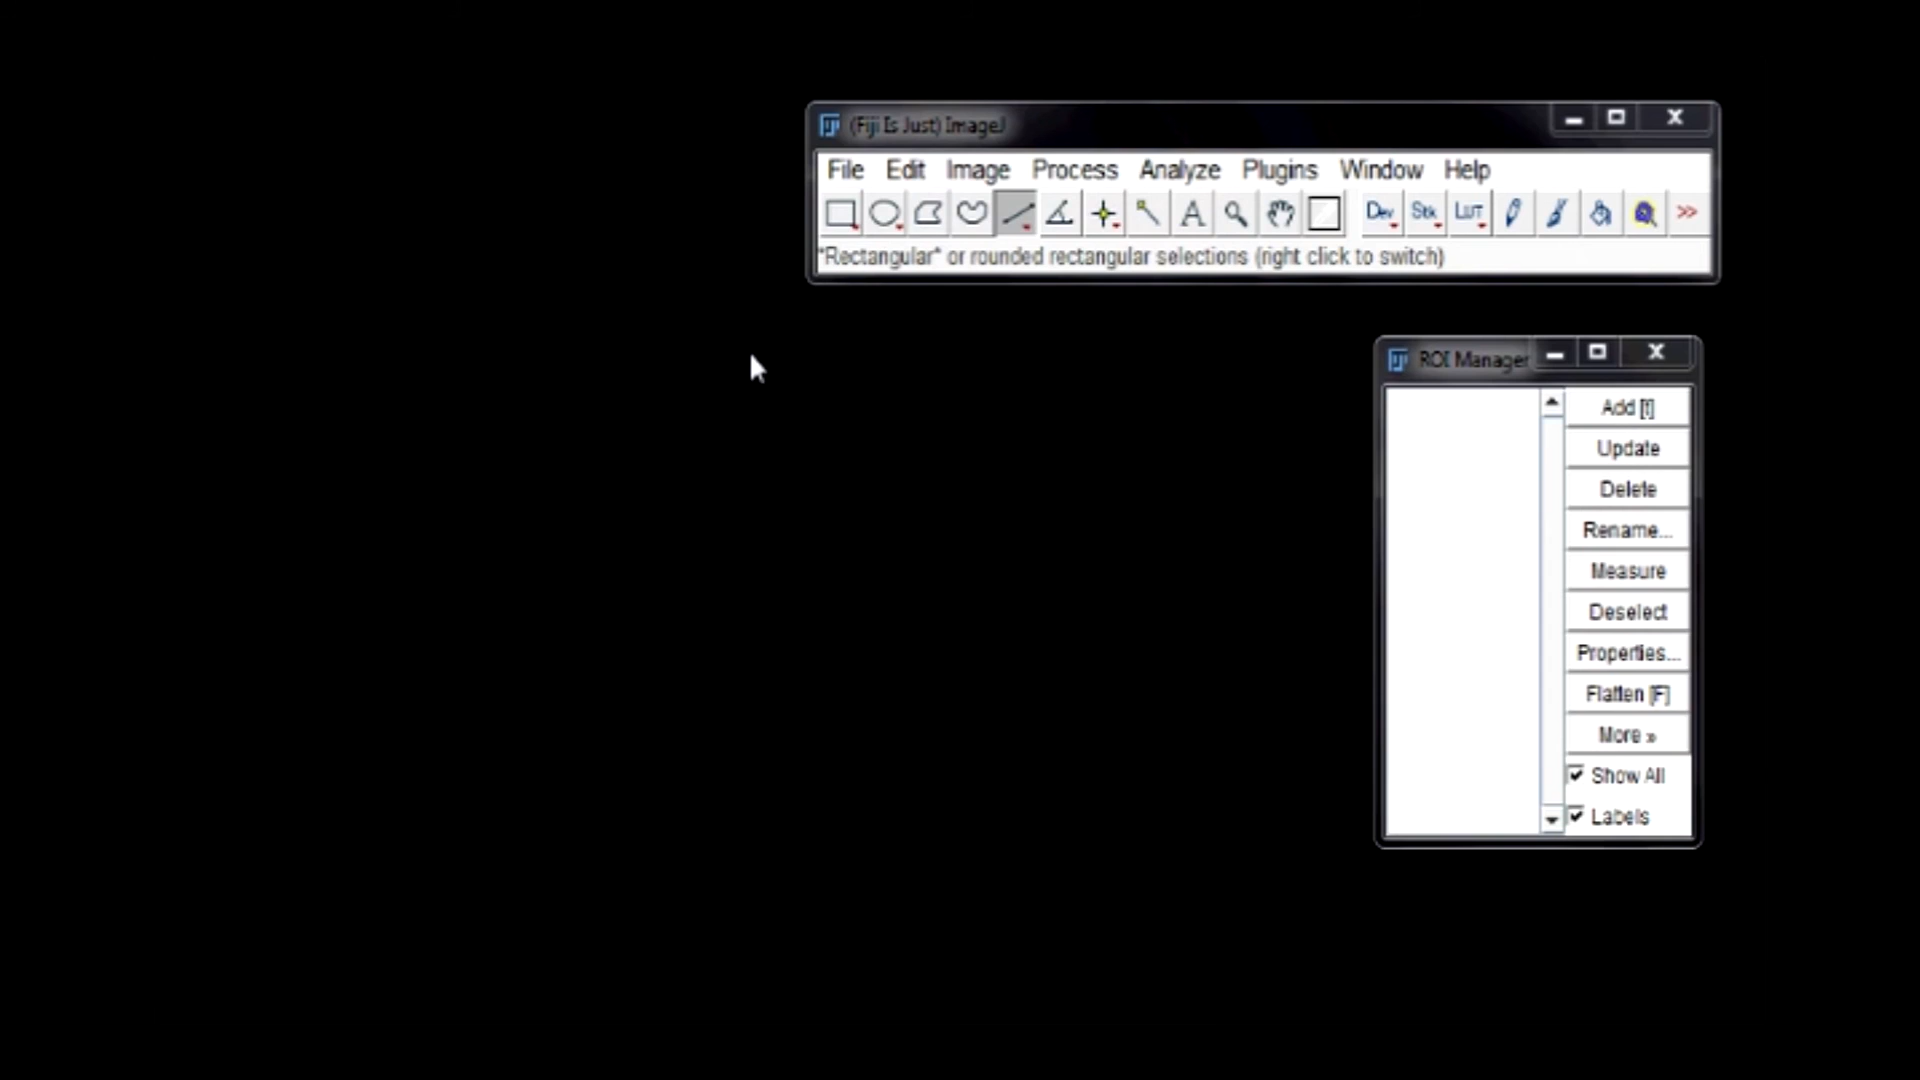 (Fiji Is Just) ImageJ
File Edit Image Process Analyze Plugins Window Help
A Dev Stk LUT >>
*Rectangular* or rounded rectangular selections (right click to switch)
ROI Manager
Add [t]
Update
Delete
Rename...
Measure
Deselect
Properties...
Flatten [F]
More »
Show All
Labels